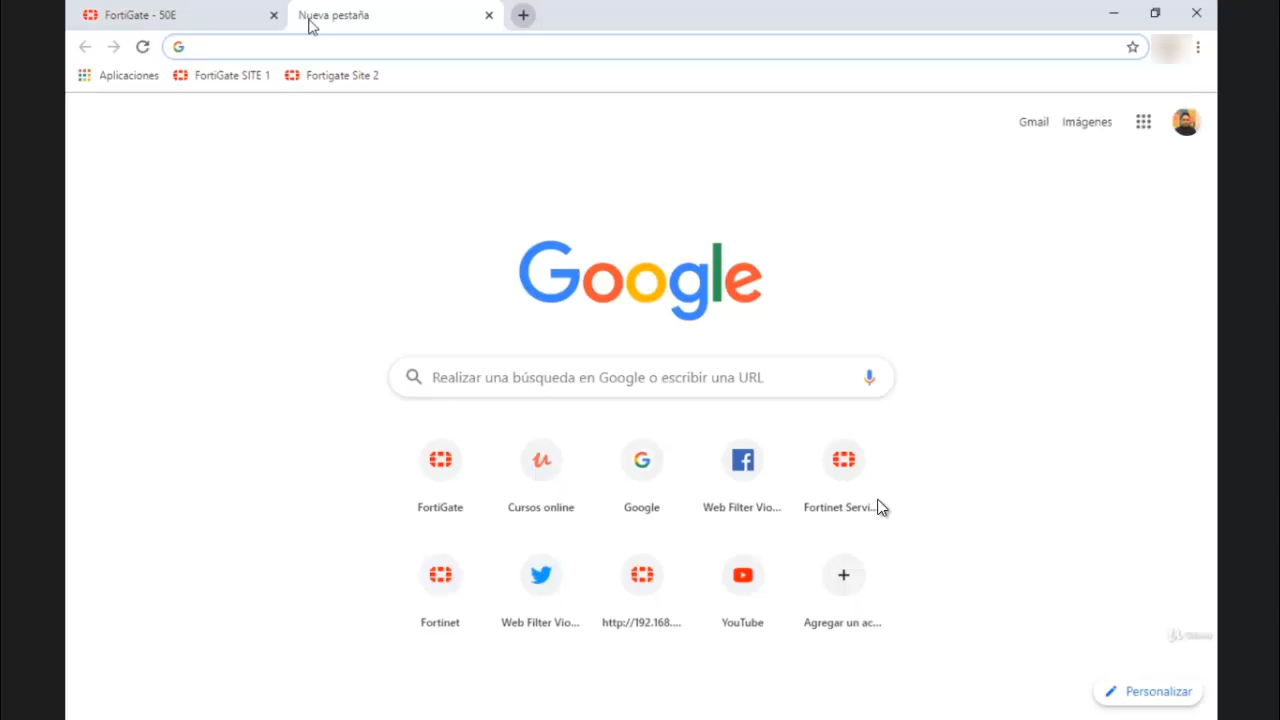 FortiGate - 50E
Nueva pestaña
Aplicaciones
FortiGate SITE 1
Fortigate Site 2
Gmail
Imágenes
Google
Realizar una búsqueda en Google o escribir una URL
FortiGate
Cursos online
Google
Web Filter Vio...
Fortinet Servi...
Fortinet
Web Filter Vio...
http://192.168....
YouTube
Agregar un ac...
Personalizar